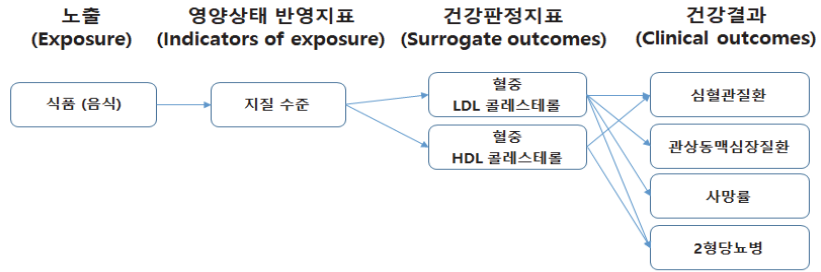 노출
(Exposure)
영양상태 반영지표
(Indicators of exposure)
건강판정지표
(Surrogate outcomes)
건강결과
(Clinical outcomes)
식품 (음식)
지질 수준
혈중
LDL 콜레스테롤
혈중
HDL 콜레스테롤
심혈관질환
관상동맥심장질환
사망률
2형당뇨병